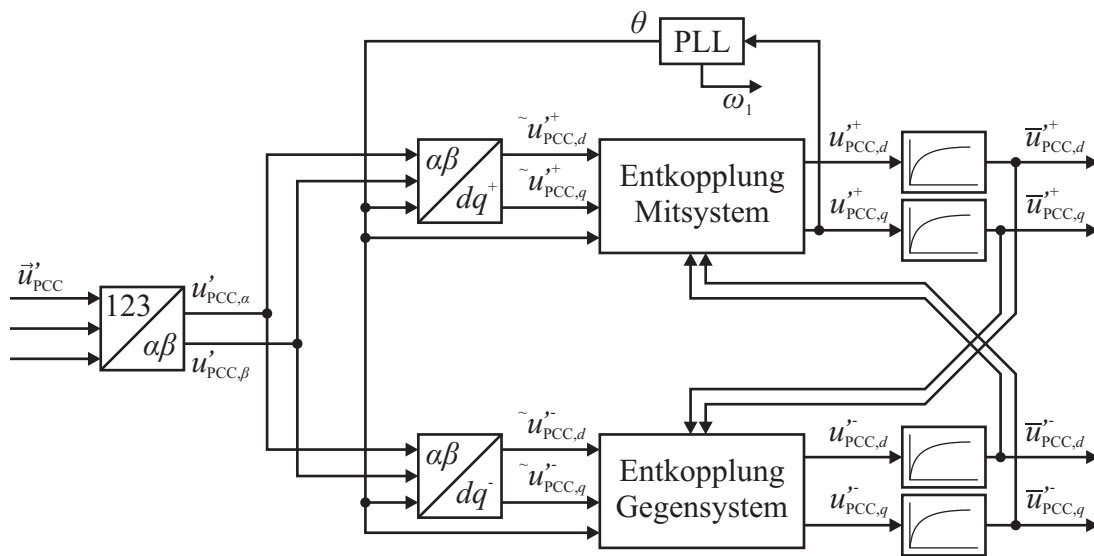 θ
PLL
ω₁
αβ
dq⁺
~u'⁺PCC,d
~u'⁺PCC,q
Entkopplung
Mitsystem
u'⁺PCC,d
u'⁺PCC,q
u̅'⁺PCC,d
u̅'⁺PCC,q
u⃗'PCC
123
αβ
u'PCC,α
u'PCC,β
αβ
dq⁻
~u'⁻PCC,d
~u'⁻PCC,q
Entkopplung
Gegensystem
u'⁻PCC,d
u'⁻PCC,q
u̅'⁻PCC,d
u̅'⁻PCC,q